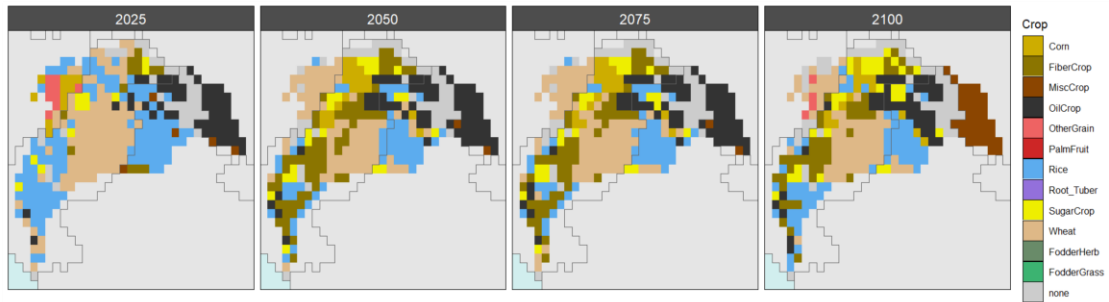 2025
2050
2075
2100
Crop
Corn
FiberCrop
MiscCrop
OilCrop
OtherGrain
PalmFruit
Rice
Root_Tuber
SugarCrop
Wheat
FodderHerb
FodderGrass
none